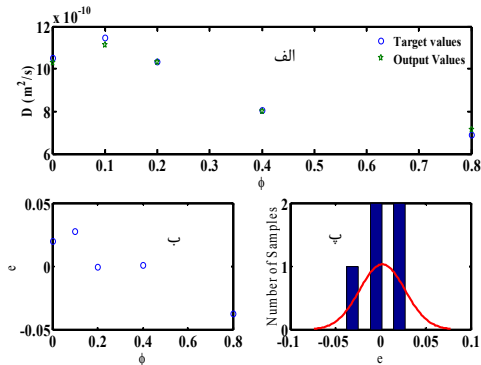 x 10-10
12
10
8
6
D (m2/s)
الف
Target values
Output Values
0 0.1 0.2 0.3 0.4 0.5 0.6 0.7 0.8
ϕ
0.05
0
-0.05
e
ب
0 0.2 0.4 0.6 0.8
ϕ
2
1
0
Number of Samples
پ
-0.1 -0.05 0 0.05 0.1
e